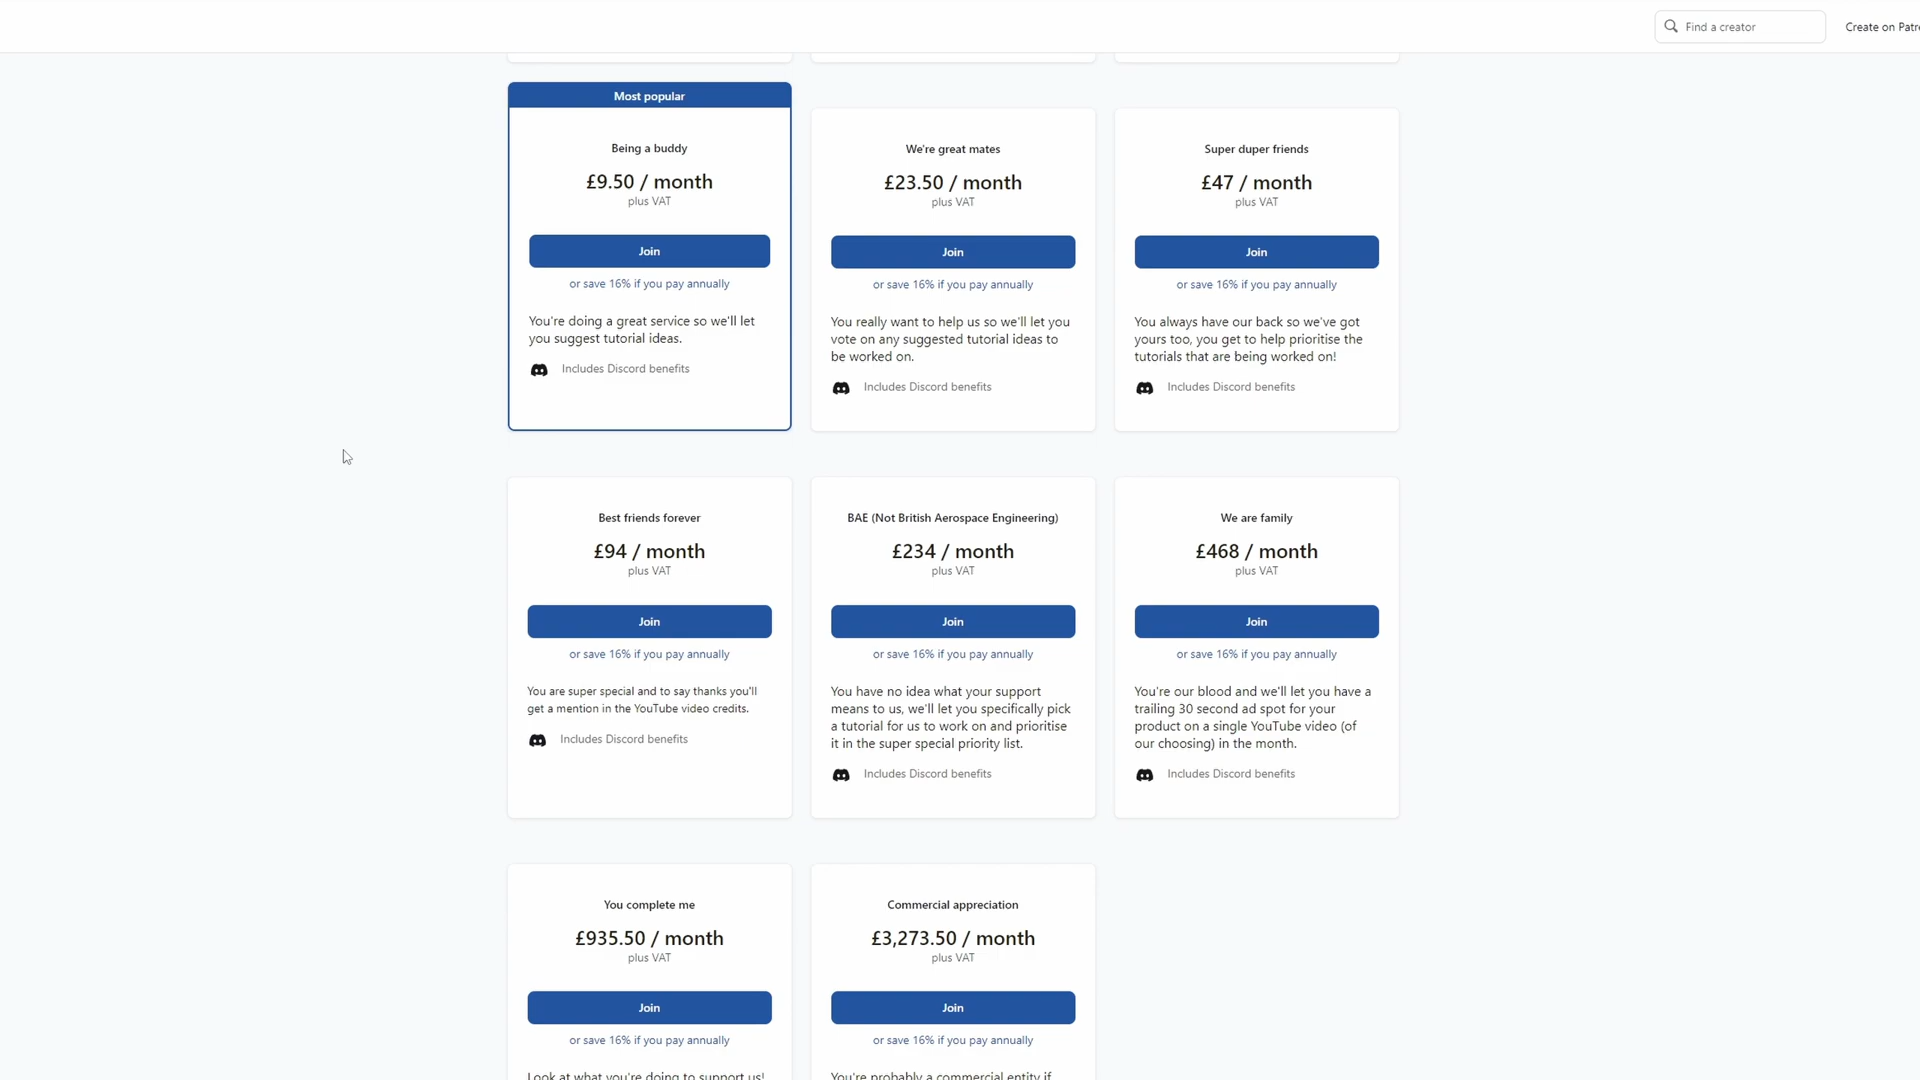 Find a creator
Create on Patre
Most popular
Being a buddy
£9.50 / month
plus VAT
Join
or save 16% if you pay annually
You're doing a great service so we'll let
you suggest tutorial ideas.
Includes Discord benefits
We're great mates
£23.50 / month
plus VAT
Join
or save 16% if you pay annually
You really want to help us so we'll let you
vote on any suggested tutorial ideas to
be worked on.
Includes Discord benefits
Super duper friends
£47 / month
plus VAT
Join
or save 16% if you pay annually
You always have our back so we've got
yours too, you get to help prioritise the
tutorials that are being worked on!
Includes Discord benefits
Best friends forever
£94 / month
plus VAT
Join
or save 16% if you pay annually
You are super special and to say thanks you'll
get a mention in the YouTube video credits.
Includes Discord benefits
BAE (Not British Aerospace Engineering)
£234 / month
plus VAT
Join
or save 16% if you pay annually
You have no idea what your support
means to us, we'll let you specifically pick
a tutorial for us to work on and prioritise
it in the super special priority list.
Includes Discord benefits
We are family
£468 / month
plus VAT
Join
or save 16% if you pay annually
You're our blood and we'll let you have a
trailing 30 second ad spot for your
product on a single YouTube video (of
our choosing) in the month.
Includes Discord benefits
You complete me
£935.50 / month
plus VAT
Join
or save 16% if you pay annually
Look at what you're doing to support us!
Commercial appreciation
£3,273.50 / month
plus VAT
Join
or save 16% if you pay annually
You're probably a commercial entity if